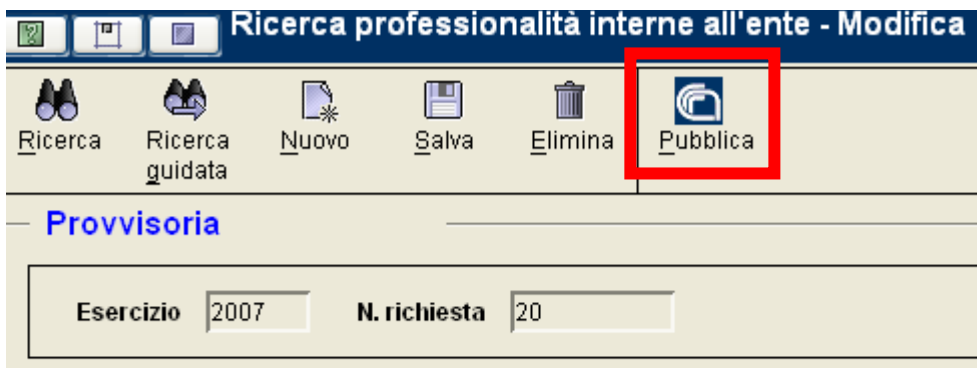 Ricerca professionalità interne all'ente - Modifica
Ricerca Ricerca guidata Nuovo Salva Elimina Pubblica
Provvisoria
Esercizio 2007 N. richiesta 20